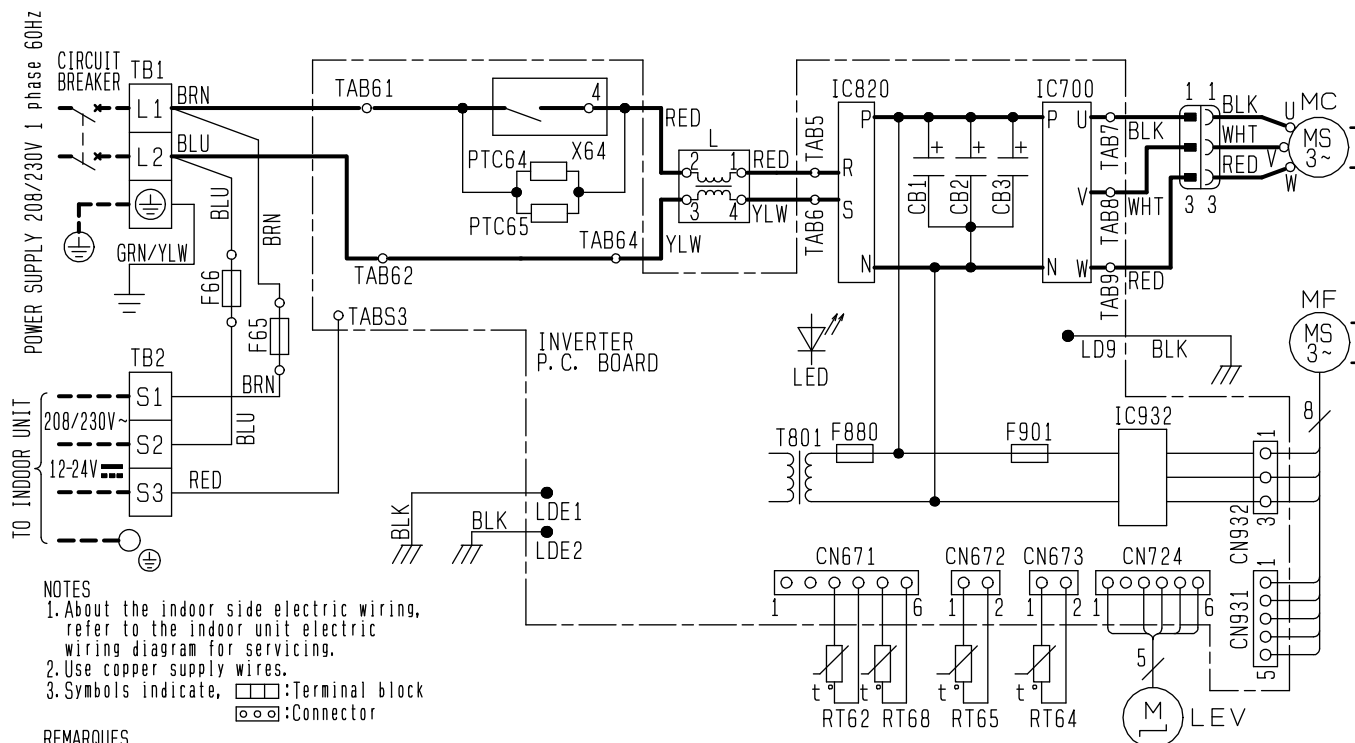 POWER SUPPLY 208/230V 1 phase 60Hz
CIRCUIT
BREAKER
TB1
L1
L2
BRN
BLU
BLU
BRN
GRN/YLW
F66
F65
TB2
S1
S2
S3
BRN
BLU
RED
TO INDOOR UNIT
208/230V~
12-24V
TAB61
TAB62
TABS3
4
X64
PTC64
PTC65
TAB64
RED
YLW
L
2 1
3 4
RED
YLW
TAB5
TAB6
IC820
P
R
S
N
+ + +
CB1
CB2
CB3
IC700
P
U
V
N
W
TAB7
TAB8
TAB9
BLK
WHT
RED
1 1
3 3
BLK
WHT
RED
U
V
W
MC
MS
3~
INVERTER
P.C. BOARD
LED
LD9
BLK
MF
MS
3~
8
T801
F880
F901
IC932
1
3
CN932
BLK
BLK
LDE1
LDE2
CN671
1 6
CN672
1 2
CN673
1 2
CN724
1 6
CN931
1
5
t°
RT62
t°
RT68
t°
RT65
t°
RT64
5
M
LEV
NOTES
1. About the indoor side electric wiring,
refer to the indoor unit electric
wiring diagram for servicing.
2. Use copper supply wires.
3. Symbols indicate, :Terminal block
:Connector
REMARQUES